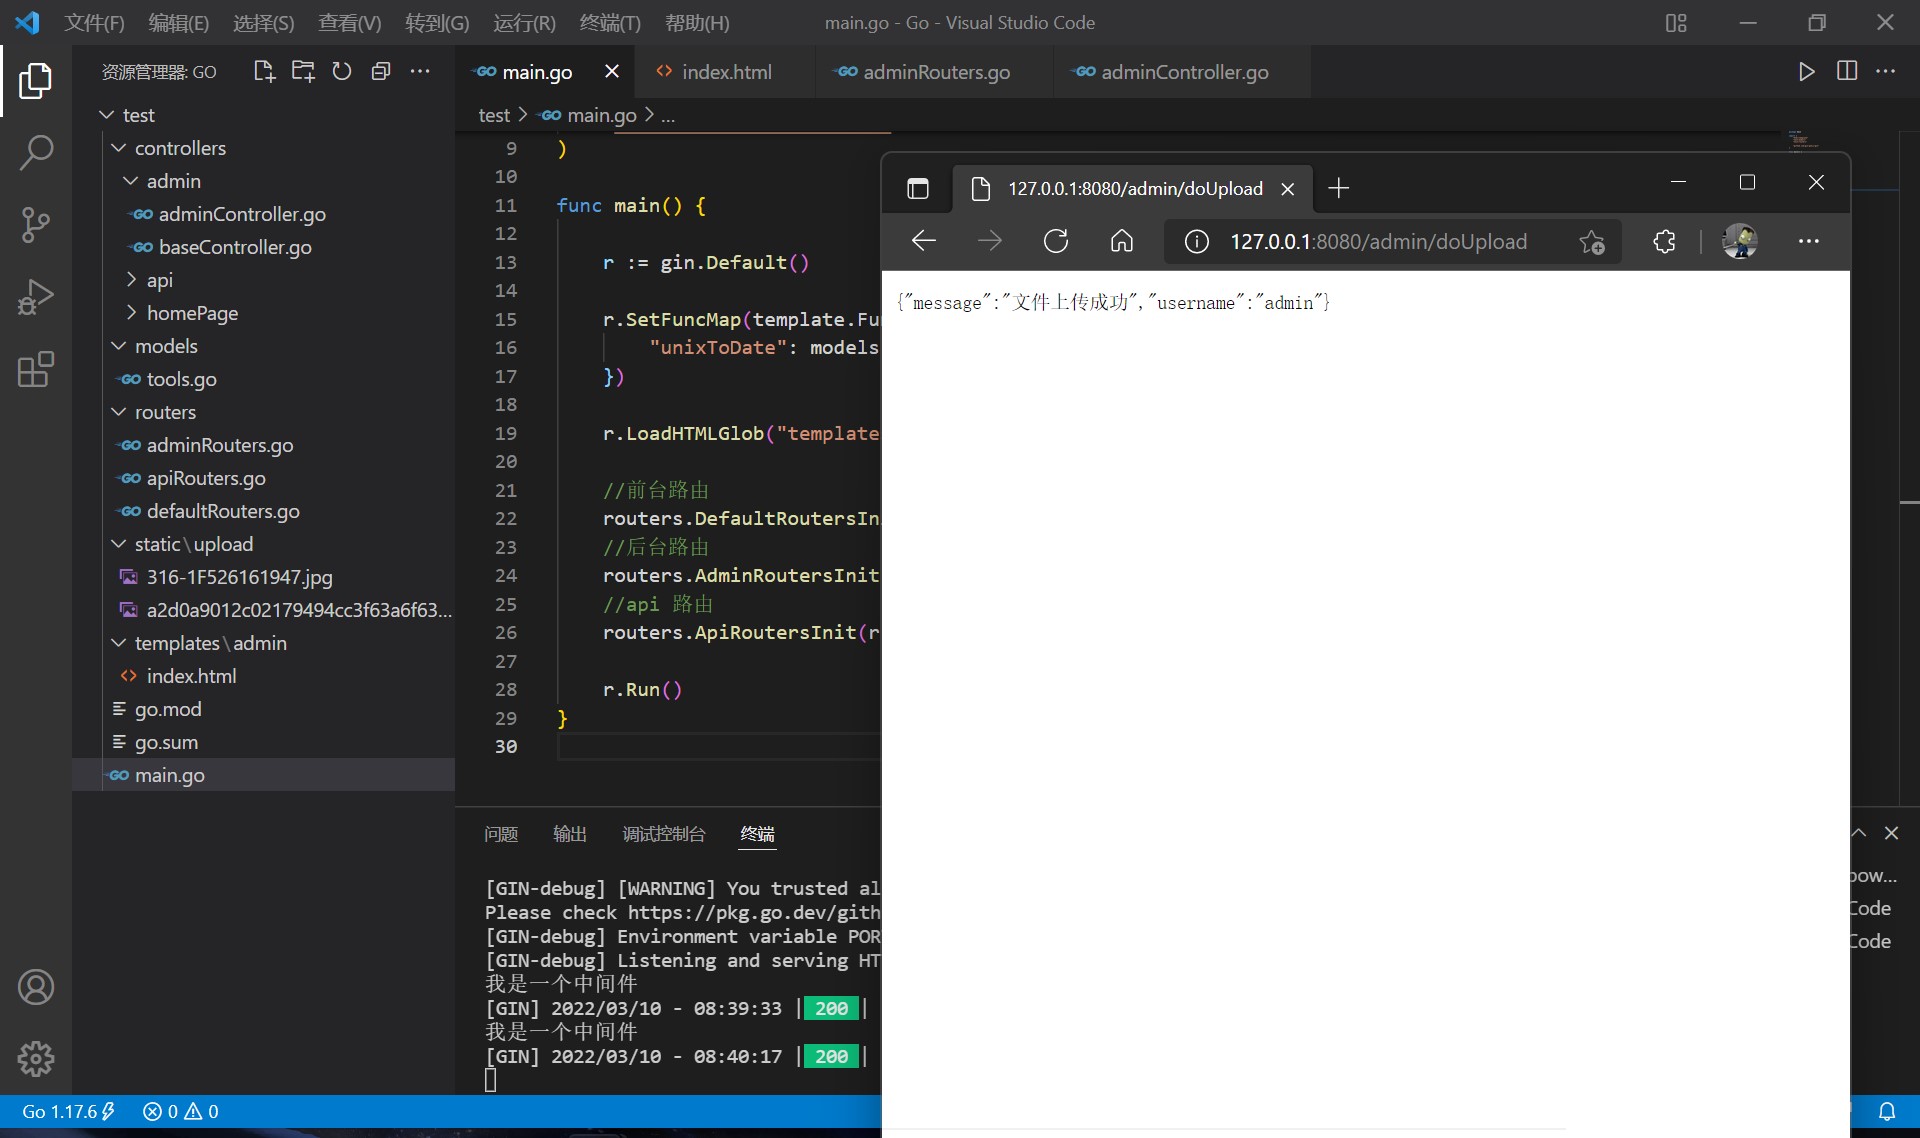 文件(F) 编辑(E) 选择(S) 查看(V) 转到(G) 运行(R) 终端(T) 帮助(H) main.go - Go - Visual Studio Code
资源管理器: GO
test
controllers
admin
adminController.go
baseController.go
api
homePage
models
tools.go
routers
adminRouters.go
apiRouters.go
defaultRouters.go
static\upload
316-1F526161947.jpg
a2d0a9012c02179494cc3f63a6f63...
templates\admin
index.html
go.mod
go.sum
main.go
main.go index.html adminRouters.go adminController.go
test > main.go > ...
9 )
10
11 func main() {
12
13 r := gin.Default()
14
15 r.SetFuncMap(template.Fu
16 "unixToDate": models
17 })
18
19 r.LoadHTMLGlob("template
20
21 //前台路由
22 routers.DefaultRoutersIn
23 //后台路由
24 routers.AdminRoutersInit
25 //api 路由
26 routers.ApiRoutersInit(r
27
28 r.Run()
29 }
30
127.0.0.1:8080/admin/doUpload
127.0.0.1:8080/admin/doUpload
{"message":"文件上传成功","username":"admin"}
问题 输出 调试控制台 终端
[GIN-debug] [WARNING] You trusted al
Please check https://pkg.go.dev/gith
[GIN-debug] Environment variable POR
[GIN-debug] Listening and serving HT
我是一个中间件
[GIN] 2022/03/10 - 08:39:33 | 200 |
我是一个中间件
[GIN] 2022/03/10 - 08:40:17 | 200 |
pow...
Code
Code
Go 1.17.6 0 0